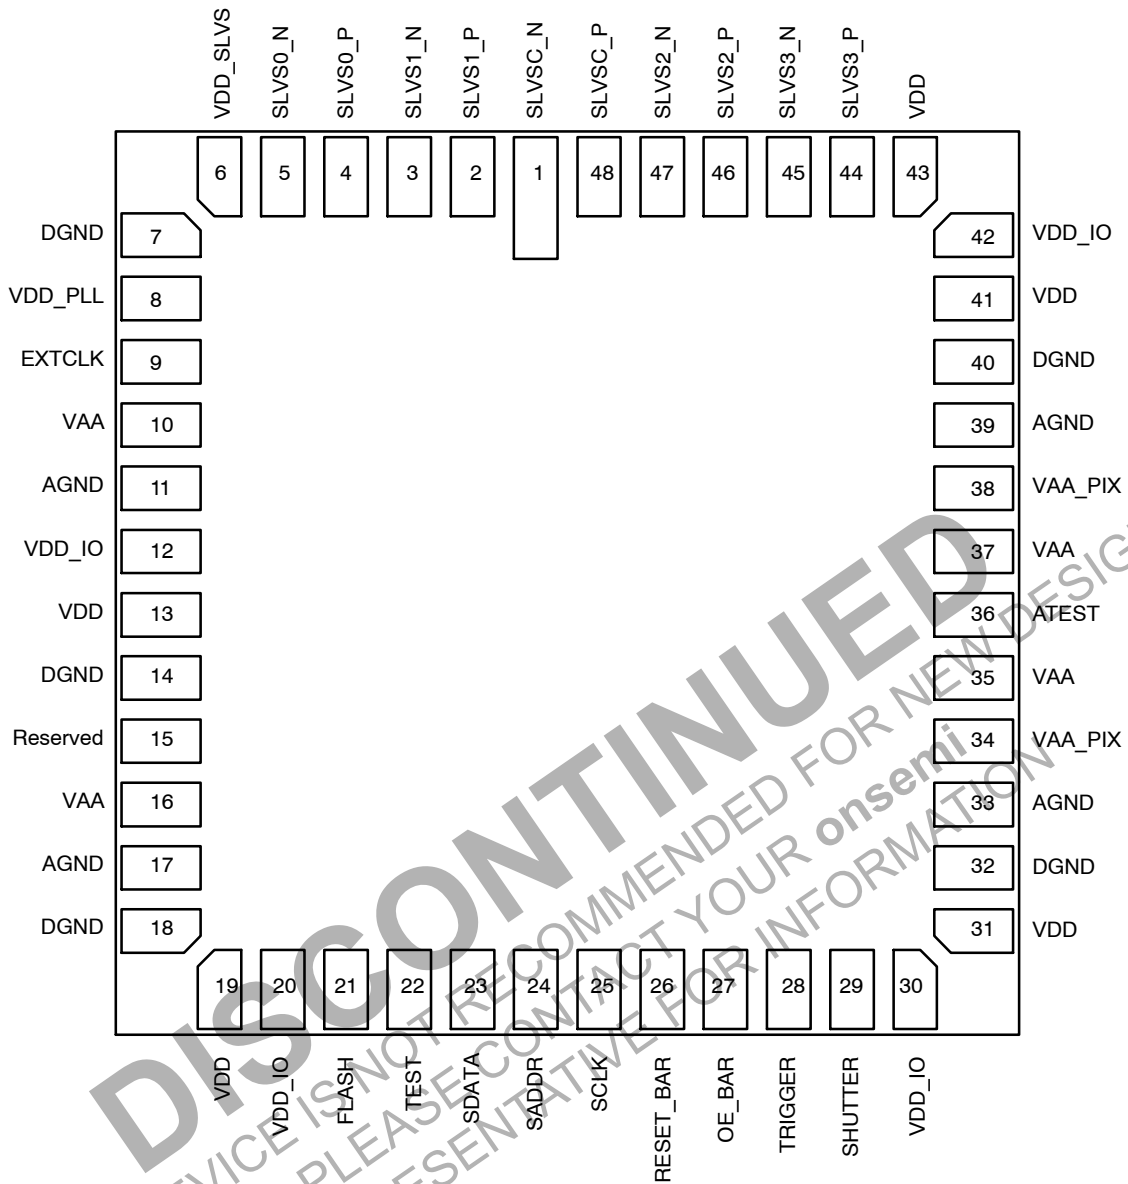 VDD_SLVS
SLVS0_N
SLVS0_P
SLVS1_N
SLVS1_P
SLVSC_N
SLVSC_P
SLVS2_N
SLVS2_P
SLVS3_N
SLVS3_P
VDD
6 5 4 3 2 1 48 47 46 45 44 43
DGND 7
VDD_PLL 8
EXTCLK 9
VAA 10
AGND 11
VDD_IO 12
VDD 13
DGND 14
Reserved 15
VAA 16
AGND 17
DGND 18
42 VDD_IO
41 VDD
40 DGND
39 AGND
38 VAA_PIX
37 VAA
36 ATEST
35 VAA
34 VAA_PIX
33 AGND
32 DGND
31 VDD
19 20 21 22 23 24 25 26 27 28 29 30
VDD
VDD_IO
FLASH
TEST
SDATA
SADDR
SCLK
RESET_BAR
OE_BAR
TRIGGER
SHUTTER
VDD_IO
DISCONTINUED
IS NOT RECOMMENDED FOR NEW
PLEASE CONTACT YOUR onsemi
FOR INFORMATION